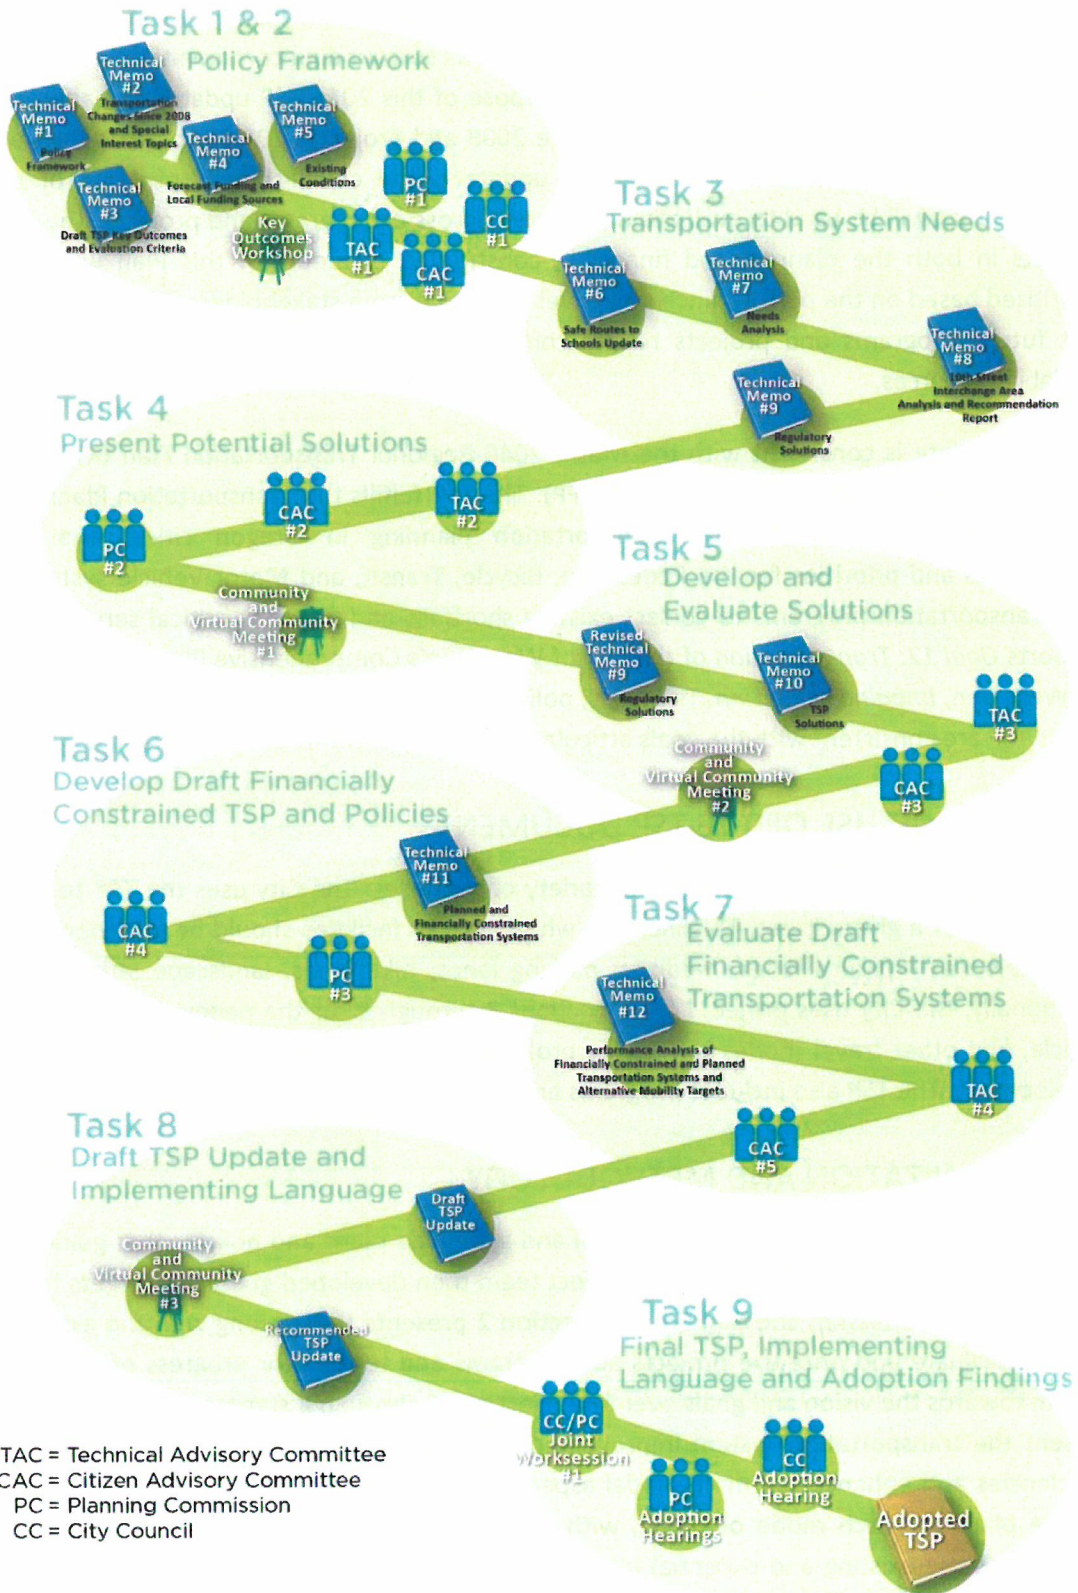 Task 1 & 2
Policy Framework
Technical
Memo
#1
Policy
Framework
Technical
Memo
#2
Transportation
Changes Since 2008
and Special
Interest Topics
Technical
Memo
#3
Draft TSP Key Outcomes
and Evaluation Criteria
Technical
Memo
#4
Forecast Funding and
Local Funding Sources
Technical
Memo
#5
Existing
Conditions
Key
Outcomes
Workshop
TAC
#1
PC
#1
CAC
#1
CC
#1
Task 3
Transportation System Needs
Technical
Memo
#6
Safe Routes to
Schools Update
Technical
Memo
#7
Needs
Analysis
Technical
Memo
#8
10th Street
Interchange Area
Analysis and Recommendation
Report
Technical
Memo
#9
Regulatory
Solutions
Task 4
Present Potential Solutions
TAC
#2
CAC
#2
PC
#2
Community
and
Virtual Community
Meeting
#1
Task 5
Develop and
Evaluate Solutions
Revised
Technical
Memo
#9
Regulatory
Solutions
Technical
Memo
#10
TSP
Solutions
TAC
#3
CAC
#3
Community
and
Virtual Community
Meeting
#2
Task 6
Develop Draft Financially
Constrained TSP and Policies
Technical
Memo
#11
Planned and
Financially Constrained
Transportation Systems
CAC
#4
PC
#3
Task 7
Evaluate Draft
Financially Constrained
Transportation Systems
Technical
Memo
#12
Performance Analysis of
Financially Constrained and Planned
Transportation Systems and
Alternative Mobility Targets
TAC
#4
CAC
#5
Task 8
Draft TSP Update and
Implementing Language
Draft
TSP
Update
Community
and
Virtual Community
Meeting
#3
Recommended
TSP
Update
Task 9
Final TSP, Implementing
Language and Adoption Findings
CC/PC
Joint
Worksession
#1
PC
Adoption
Hearings
CC
Adoption
Hearing
Adopted
TSP
TAC = Technical Advisory Committee
CAC = Citizen Advisory Committee
PC = Planning Commission
CC = City Council